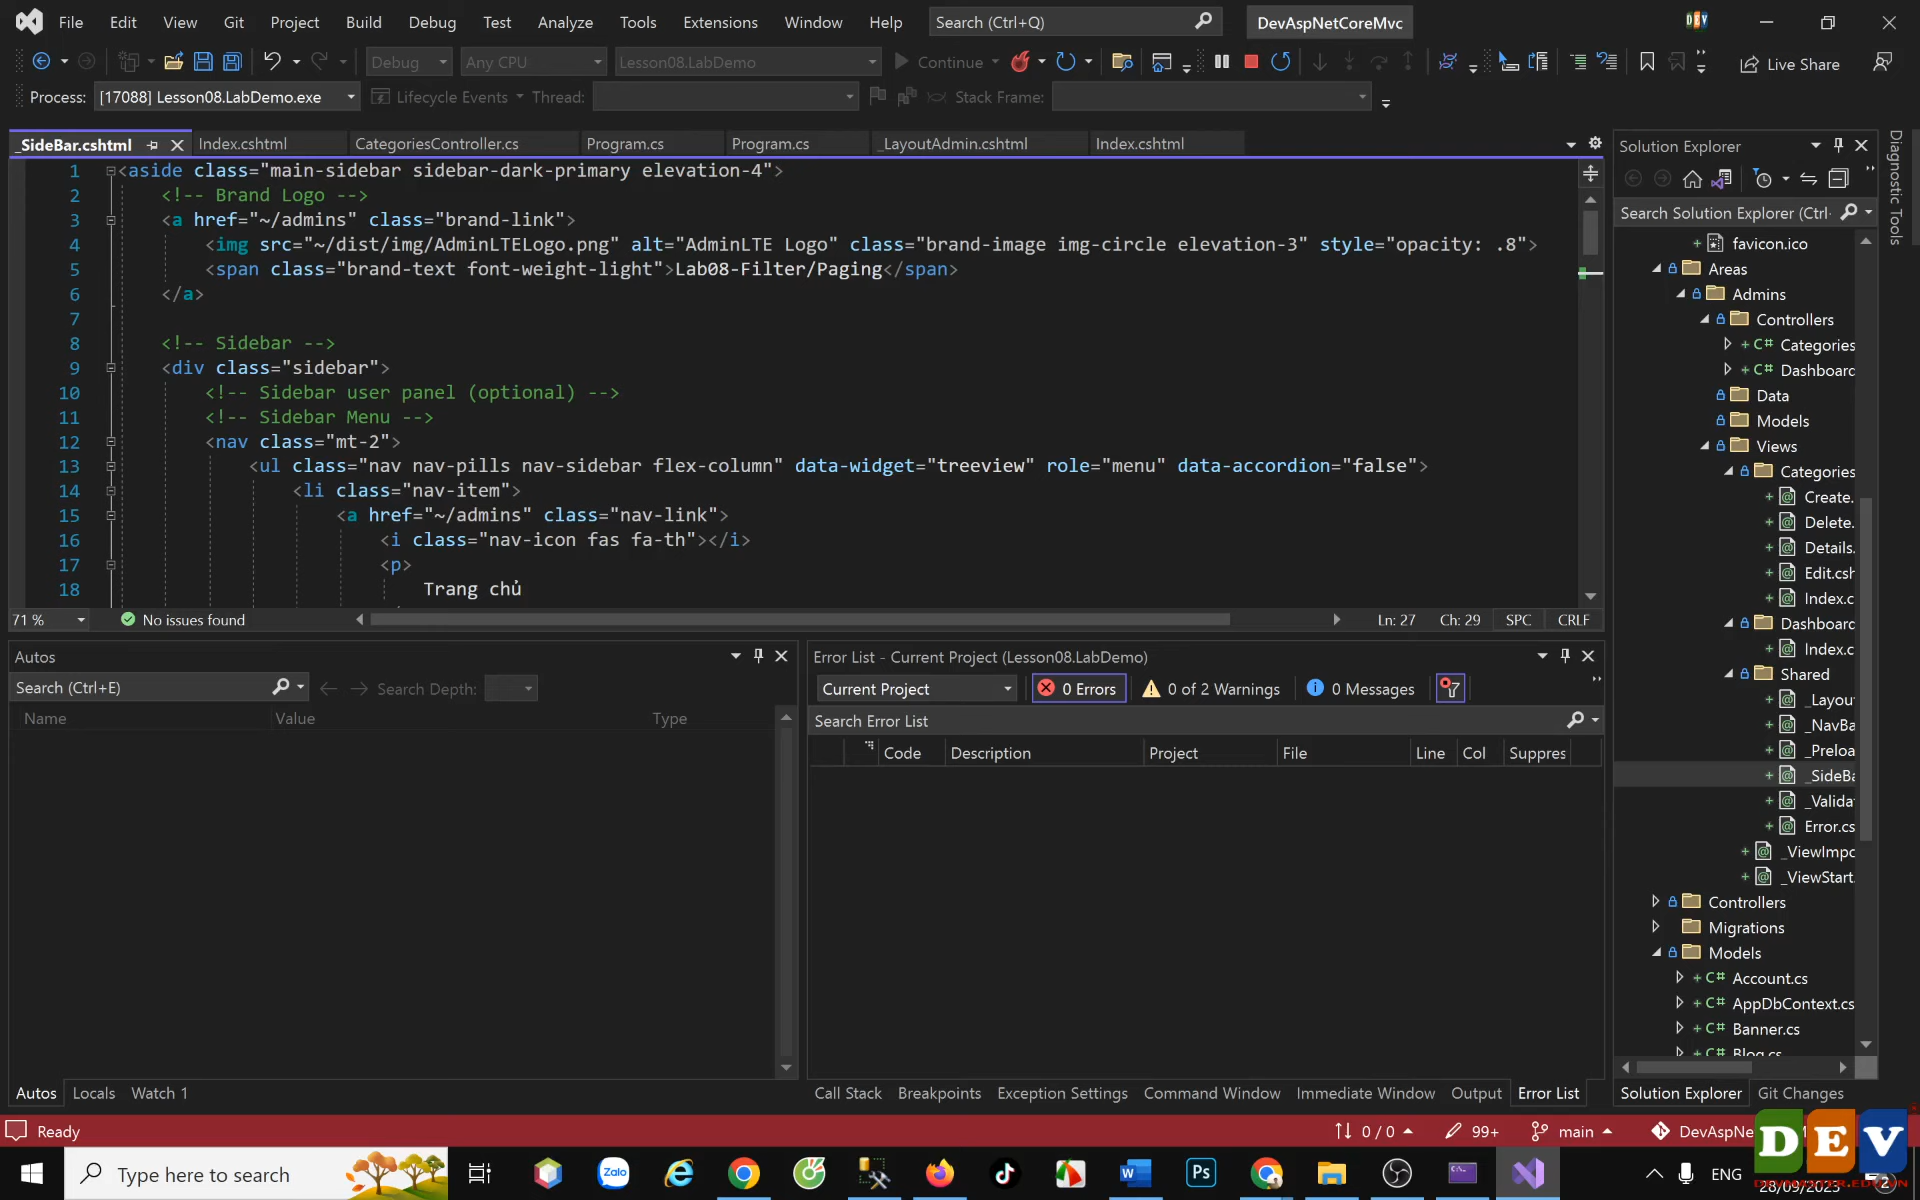 File Edit View Git Project Build Debug Test Analyze Tools Extensions Window Help Search (Ctrl+Q) DevAspNetCoreMvc
Debug Any CPU Lesson08.LabDemo Continue Live Share
Process: [17088] Lesson08.LabDemo.exe Lifecycle Events Thread: Stack Frame:
_SideBar.cshtml Index.cshtml CategoriesController.cs Program.cs Program.cs _LayoutAdmin.cshtml Index.cshtml
1 <aside class="main-sidebar sidebar-dark-primary elevation-4">
2 <!-- Brand Logo -->
3 <a href="~/admins" class="brand-link">
4 <img src="~/dist/img/AdminLTELogo.png" alt="AdminLTE Logo" class="brand-image img-circle elevation-3" style="opacity: .8">
5 <span class="brand-text font-weight-light">Lab08-Filter/Paging</span>
6 </a>
7
8 <!-- Sidebar -->
9 <div class="sidebar">
10 <!-- Sidebar user panel (optional) -->
11 <!-- Sidebar Menu -->
12 <nav class="mt-2">
13 <ul class="nav nav-pills nav-sidebar flex-column" data-widget="treeview" role="menu" data-accordion="false">
14 <li class="nav-item">
15 <a href="~/admins" class="nav-link">
16 <i class="nav-icon fas fa-th"></i>
17 <p>
18 Trang chủ
71 % No issues found Ln: 27 Ch: 29 SPC CRLF
Autos
Search (Ctrl+E) Search Depth:
Name Value Type
Autos Locals Watch 1
Error List - Current Project (Lesson08.LabDemo)
Current Project 0 Errors 0 of 2 Warnings 0 Messages
Search Error List
Code Description Project File Line Col Suppres
Call Stack Breakpoints Exception Settings Command Window Immediate Window Output Error List
Solution Explorer
Search Solution Explorer (Ctrl
favicon.ico
Areas
Admins
Controllers
C# Categories
C# Dashboard
Data
Models
Views
Categories
Create.
Delete.
Details.
Edit.csh
Index.c
Dashboard
Index.c
Shared
_Layou
_NavBa
_Preloa
_SideBa
_Valida
Error.cs
_ViewImpo
_ViewStart.
Controllers
Migrations
Models
C# Account.cs
C# AppDbContext.cs
C# Banner.cs
C# Blog.cs
Solution Explorer Git Changes
Diagnostic Tools
Ready 0 / 0 99+ main DevAspNe
DEV
Type here to search Zalo Ps ENG 28/09/2023 2